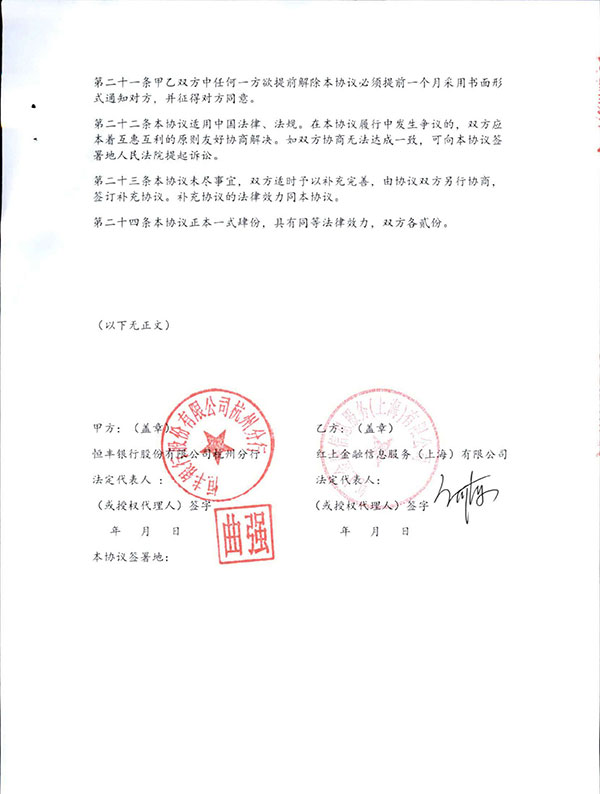 第二十一条甲乙双方中任何一方欲提前解除本协议必须提前一个月采用书面形
式通知对方，并征得对方同意。
第二十二条本协议适用中国法律、法规。在本协议履行中发生争议的，双方应
本着互惠互利的原则友好协商解决。如双方协商无法达成一致，可向本协议签
署地人民法院提起诉讼。
第二十三条本协议未尽事宜，双方适时予以补充完善，由协议双方另行协商，
签订补充协议。补充协议的法律效力同本协议。
第二十四条本协议正本一式肆份，具有同等法律效力，双方各贰份。
（以下无正文）
甲方：（盖章）
恒丰银行股份有限公司杭州分行
法定代表人：
（或授权代理人）签字
年 月 日
本协议签署地：
恒丰银行股份有限公司杭州分行
曲强
乙方：（盖章）
红上金融信息服务（上海）有限公司
法定代表人：
（或授权代理人）签字
年 月 日
信息服务(上海)有限公